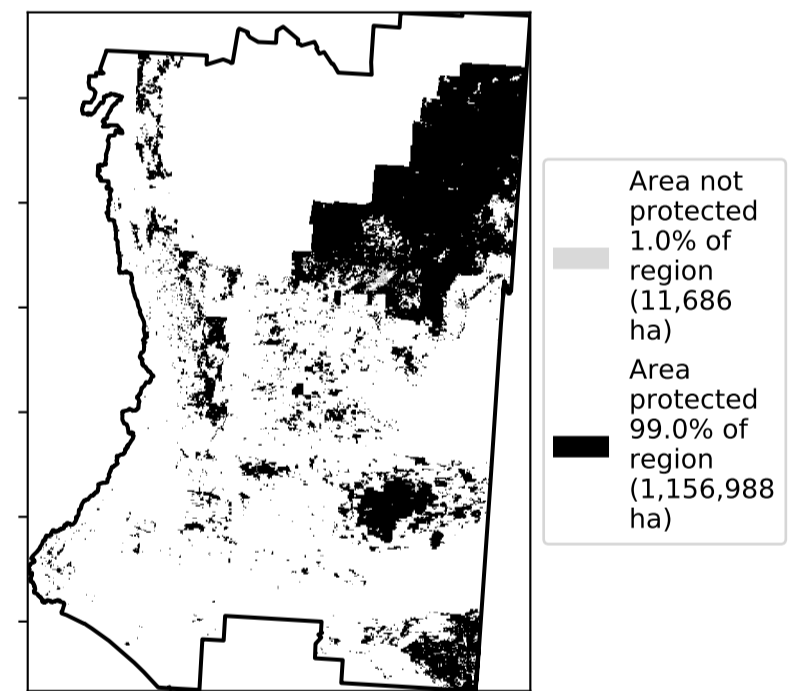 Area not
protected
1.0% of
region
(11,686
ha)
Area
protected
99.0% of
region
(1,156,988
ha)